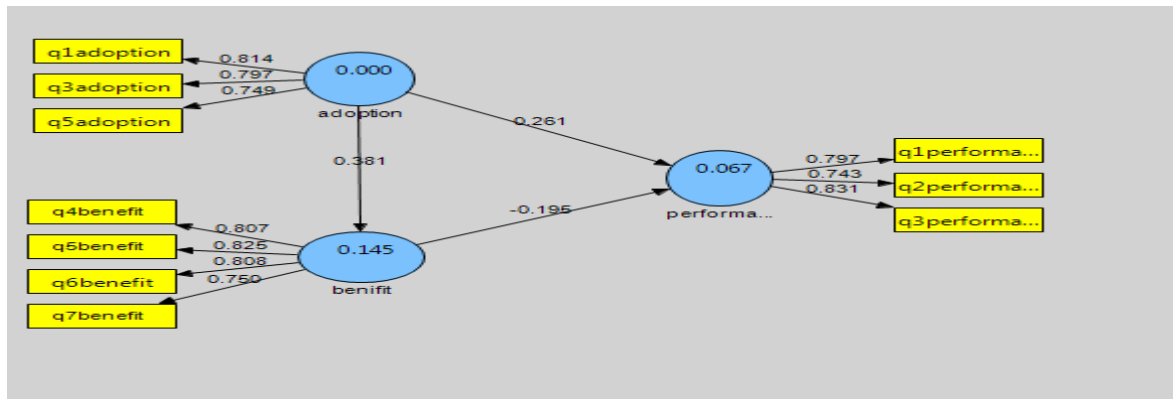 q1adoption
0.814
q3adoption
0.797
q5adoption
0.749
0.000
adoption
0.261
0.381
0.067
performa...
0.797
q1performa...
0.743
q2performa...
0.831
q3performa...
-0.195
q4benefit
0.807
q5benefit
0.825
q6benefit
0.808
q7benefit
0.750
0.145
benifit